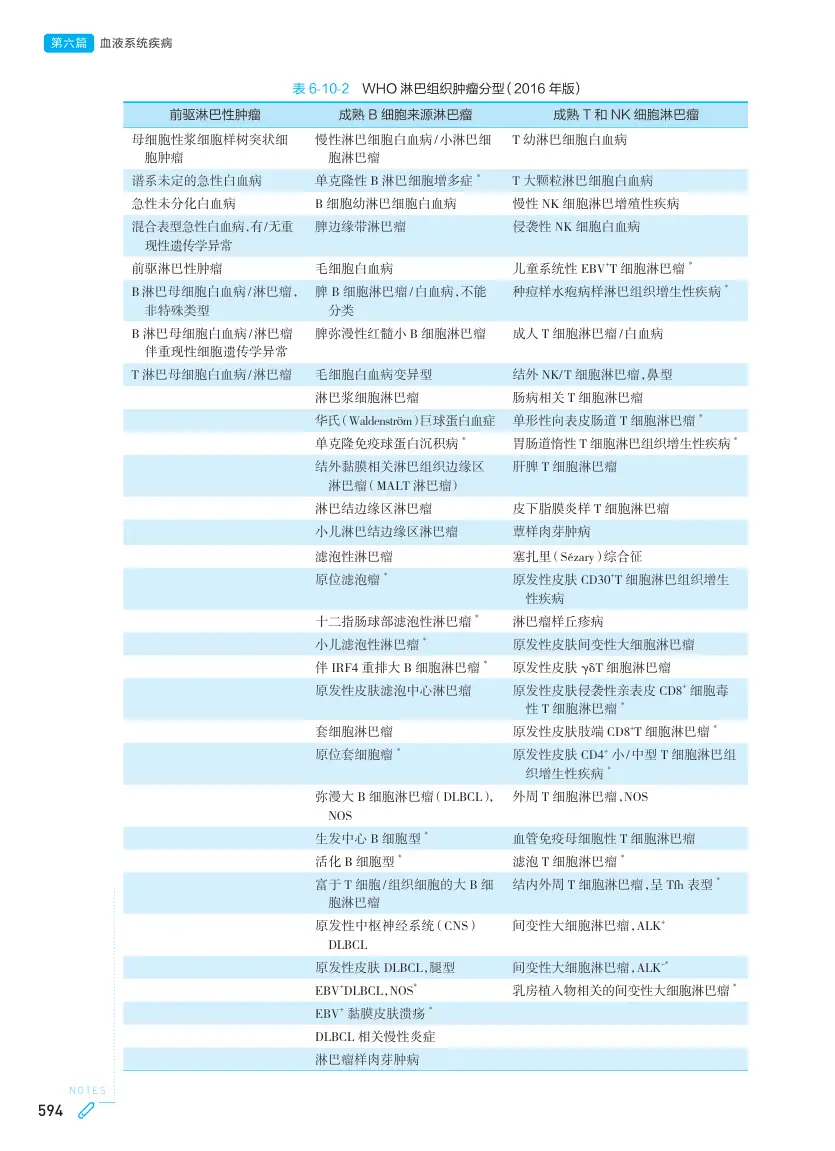 第六篇 血液系统疾病
表 6-10-2 WHO 淋巴组织肿瘤分型(2016 年版)
前驱淋巴性肿瘤 成熟 B 细胞来源淋巴瘤 成熟 T 和 NK 细胞淋巴瘤
母细胞性浆细胞样树突状细 慢性淋巴细胞白血病/小淋巴细 T 幼淋巴细胞白血病
胞肿瘤 胞淋巴瘤
谱系未定的急性白血病 单克隆性 B 淋巴细胞增多症* T 大颗粒淋巴细胞白血病
急性未分化白血病 B 细胞幼淋巴细胞白血病 慢性 NK 细胞淋巴增殖性疾病
混合表型急性白血病,有/无重 脾边缘带淋巴瘤 侵袭性 NK 细胞白血病
现性遗传学异常
前驱淋巴性肿瘤 毛细胞白血病 儿童系统性 EBV⁺T 细胞淋巴瘤*
B 淋巴母细胞白血病/淋巴瘤, 脾 B 细胞淋巴瘤/白血病,不能 种痘样水疱病样淋巴组织增生性疾病*
非特殊类型 分类
B 淋巴母细胞白血病/淋巴瘤 脾弥漫性红髓小 B 细胞淋巴瘤 成人 T 细胞淋巴瘤/白血病
伴重现性细胞遗传学异常
T 淋巴母细胞白血病/淋巴瘤 毛细胞白血病变异型 结外 NK/T 细胞淋巴瘤,鼻型
淋巴浆细胞淋巴瘤 肠病相关 T 细胞淋巴瘤
华氏(Waldenström)巨球蛋白血症 单形性向表皮肠道 T 细胞淋巴瘤*
单克隆免疫球蛋白沉积病* 胃肠道惰性 T 细胞淋巴组织增生性疾病*
结外黏膜相关淋巴组织边缘区 肝脾 T 细胞淋巴瘤
淋巴瘤(MALT 淋巴瘤)
淋巴结边缘区淋巴瘤 皮下脂膜炎样 T 细胞淋巴瘤
小儿淋巴结边缘区淋巴瘤 蕈样肉芽肿病
滤泡性淋巴瘤 塞扎里(Sézary)综合征
原位滤泡瘤* 原发性皮肤 CD30⁺T 细胞淋巴组织增生
性疾病
十二指肠球部滤泡性淋巴瘤* 淋巴瘤样丘疹病
小儿滤泡性淋巴瘤* 原发性皮肤间变性大细胞淋巴瘤
伴 IRF4 重排大 B 细胞淋巴瘤* 原发性皮肤 γδT 细胞淋巴瘤
原发性皮肤滤泡中心淋巴瘤 原发性皮肤侵袭性亲表皮 CD8⁺ 细胞毒
性 T 细胞淋巴瘤*
套细胞淋巴瘤 原发性皮肤肢端 CD8⁺T 细胞淋巴瘤*
原位套细胞瘤* 原发性皮肤 CD4⁺ 小/中型 T 细胞淋巴组
织增生性疾病*
弥漫大 B 细胞淋巴瘤(DLBCL), 外周 T 细胞淋巴瘤,NOS
NOS
生发中心 B 细胞型* 血管免疫母细胞性 T 细胞淋巴瘤
活化 B 细胞型* 滤泡 T 细胞淋巴瘤*
富于 T 细胞/组织细胞的大 B 细 结内外周 T 细胞淋巴瘤,呈 Tfh 表型*
胞淋巴瘤
原发性中枢神经系统(CNS) 间变性大细胞淋巴瘤,ALK⁺
DLBCL
原发性皮肤 DLBCL,腿型 间变性大细胞淋巴瘤,ALK⁻*
EBV⁺DLBCL,NOS* 乳房植入物相关的间变性大细胞淋巴瘤*
EBV⁺ 黏膜皮肤溃疡*
DLBCL 相关慢性炎症
淋巴瘤样肉芽肿病
NOTES
594